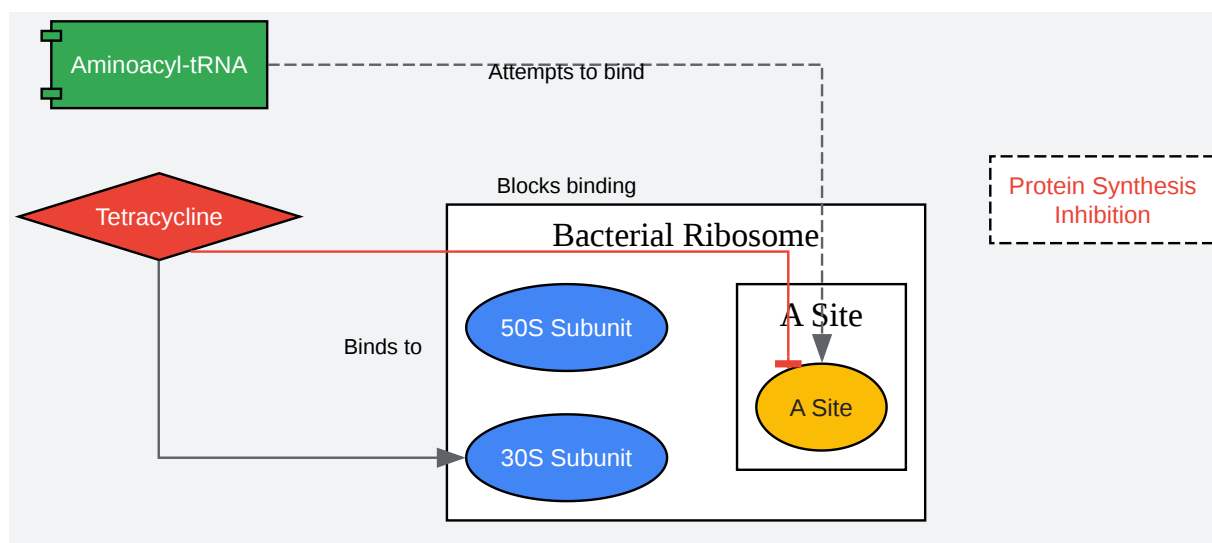 Aminoacyl-tRNA
Attempts to bind
Tetracycline
Blocks binding
Protein Synthesis
Inhibition
Bacterial Ribosome
50S Subunit
A Site
Binds to
A Site
30S Subunit